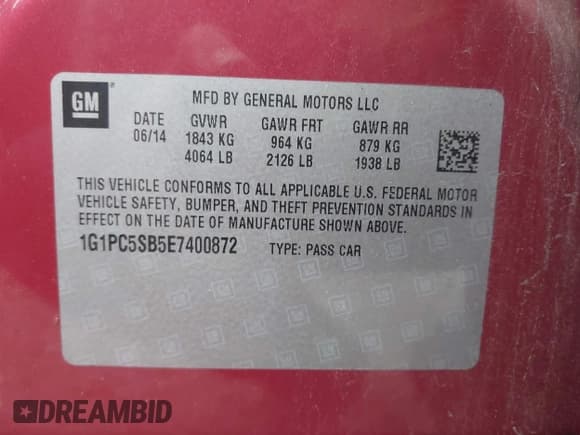 GM
MFD BY GENERAL MOTORS LLC
DATE GVWR GAWR FRT GAWR RR
06/14 1843 KG 964 KG 879 KG
4064 LB 2126 LB 1938 LB
THIS VEHICLE CONFORMS TO ALL APPLICABLE U.S. FEDERAL MOTOR
VEHICLE SAFETY, BUMPER, AND THEFT PREVENTION STANDARDS IN
EFFECT ON THE DATE OF MANUFACTURE SHOWN ABOVE.
1G1PC5SB5E7400872 TYPE: PASS CAR
DREAMBID